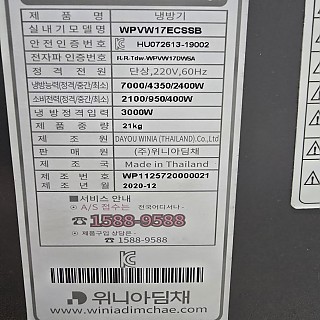 제 품 명 냉방기
실내기모델명 WPVW17ECSSB
안전인증번호 HU072613-19002
전자파 인증번호 R-R-Tdw-WPVW17DWSA
정 격 전 원 단상,220V,60Hz
냉방능력(정격/중간/최소) 7000/4350/2400W
소비전력(정격/중간/최소) 2100/950/400W
냉방정격입력 3000W
제 품 중 량 21kg
제 조 원 DAYOU WINIA (THAILAND).Co.,Ltd
판 매 원 (주)위니아딤채
제 조 국 Made in Thailand
제 조 번 호 WP1125720000021
제 조 년 월 2020-12
■서비스 안내
● A/S 접수는 전국어디서나
☎1588-9588
● 제품구입 상담은
☎1588-9588
위니아딤채
www.winiadimchae.com